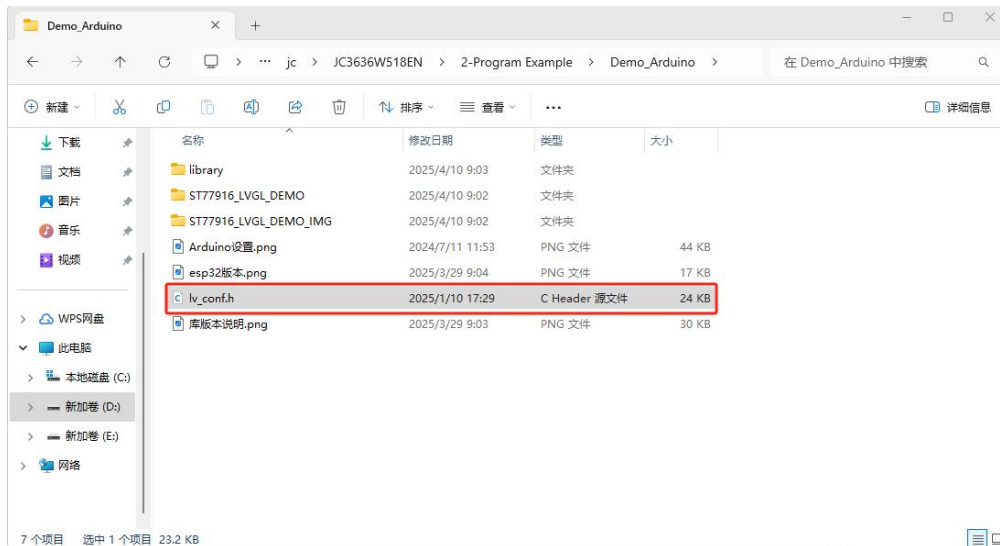 Demo_Arduino
jc > JC3636W518EN > 2-Program Example > Demo_Arduino > 在 Demo_Arduino 中搜索
新建 排序 查看 ... 详细信息
名称 修改日期 类型 大小
下载
文档
图片
音乐
视频
WPS网盘
此电脑
本地磁盘 (C:)
新加卷 (D:)
新加卷 (E:)
网络
library 2025/4/10 9:03 文件夹
ST77916_LVGL_DEMO 2025/4/10 9:02 文件夹
ST77916_LVGL_DEMO_IMG 2025/4/10 9:02 文件夹
Arduino设置.png 2024/7/11 11:53 PNG 文件 44 KB
esp32版本.png 2025/3/29 9:04 PNG 文件 17 KB
lv_conf.h 2025/1/10 17:29 C Header 源文件 24 KB
库版本说明.png 2025/3/29 9:03 PNG 文件 30 KB
7 个项目 选中 1 个项目 23.2 KB